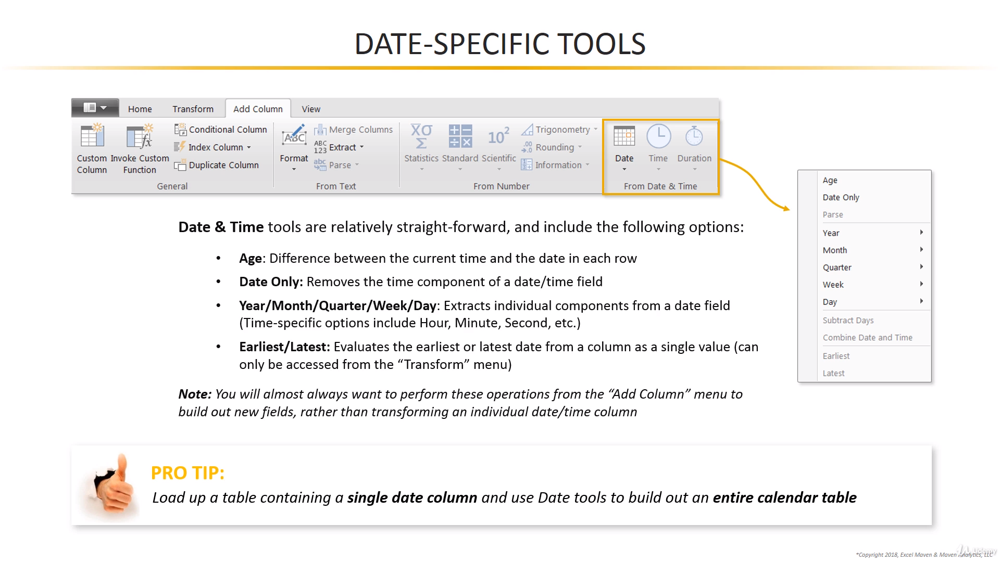 DATE-SPECIFIC TOOLS
Home Transform Add Column View
Custom Column
Invoke Custom Function
Conditional Column
Index Column
Duplicate Column
General
ABC
Format
Merge Columns
ABC 123 Extract
abc Parse
From Text
XΣσ Statistics
Standard
10² Scientific
Trigonometry
.00 .0 Rounding
Information
From Number
Date
Time
Duration
From Date & Time
Age
Date Only
Parse
Year
Month
Quarter
Week
Day
Subtract Days
Combine Date and Time
Earliest
Latest
Date & Time tools are relatively straight-forward, and include the following options:
• Age: Difference between the current time and the date in each row
• Date Only: Removes the time component of a date/time field
• Year/Month/Quarter/Week/Day: Extracts individual components from a date field
(Time-specific options include Hour, Minute, Second, etc.)
• Earliest/Latest: Evaluates the earliest or latest date from a column as a single value (can
only be accessed from the “Transform” menu)
Note: You will almost always want to perform these operations from the “Add Column” menu to
build out new fields, rather than transforming an individual date/time column
PRO TIP:
Load up a table containing a single date column and use Date tools to build out an entire calendar table
*Copyright 2018, Excel Maven & Maven Analytics, LLC
Udemy